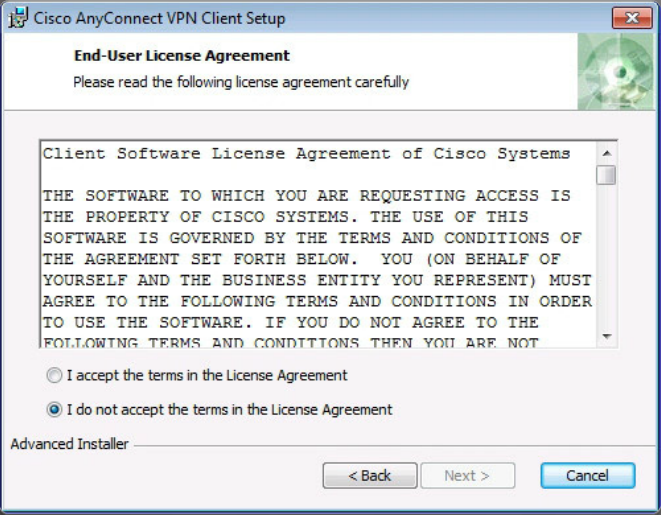 Cisco AnyConnect VPN Client Setup
End-User License Agreement
Please read the following license agreement carefully
Client Software License Agreement of Cisco Systems
THE SOFTWARE TO WHICH YOU ARE REQUESTING ACCESS IS
THE PROPERTY OF CISCO SYSTEMS. THE USE OF THIS
SOFTWARE IS GOVERNED BY THE TERMS AND CONDITIONS OF
THE AGREEMENT SET FORTH BELOW.  YOU (ON BEHALF OF
YOURSELF AND THE BUSINESS ENTITY YOU REPRESENT) MUST
AGREE TO THE FOLLOWING TERMS AND CONDITIONS IN ORDER
TO USE THE SOFTWARE. IF YOU DO NOT AGREE TO THE
FOLLOWING TERMS AND CONDITIONS THEN YOU ARE NOT
I accept the terms in the License Agreement
I do not accept the terms in the License Agreement
Advanced Installer
< Back Next > Cancel